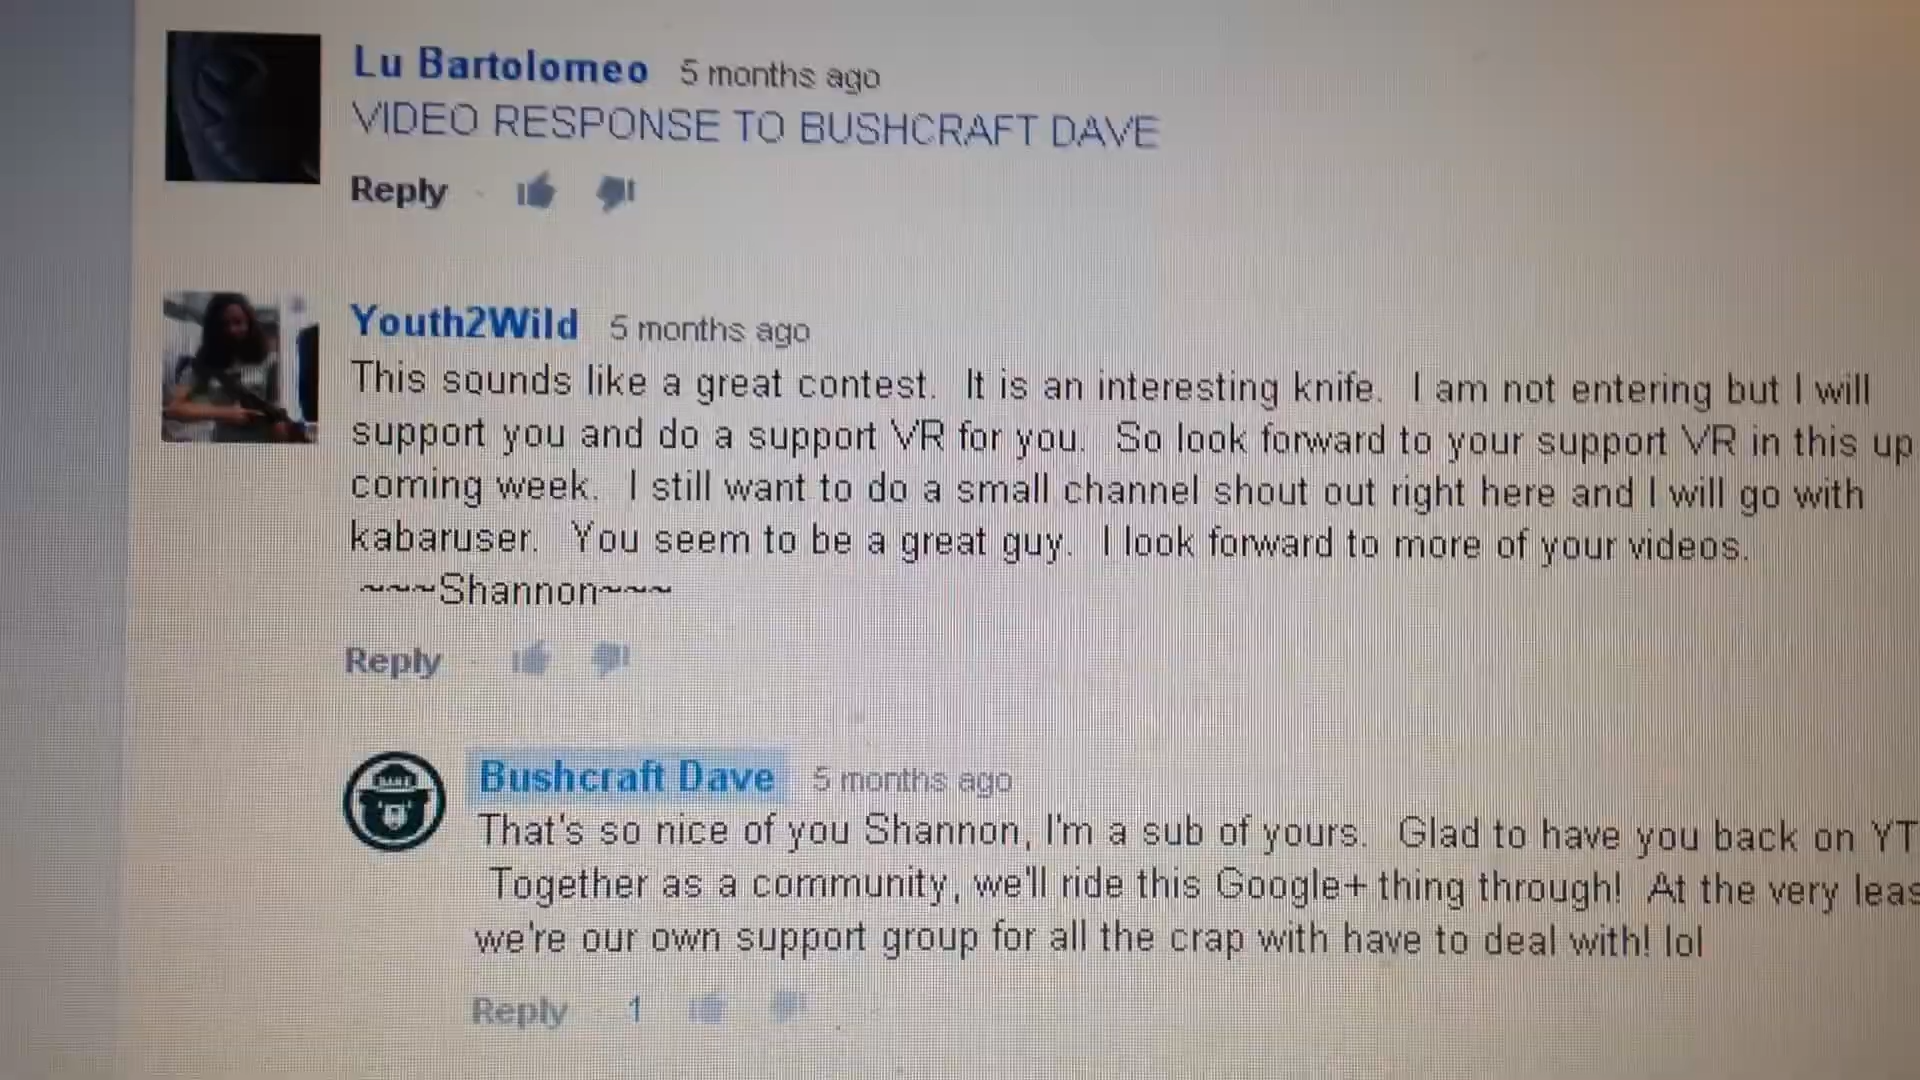 Lu Bartolomeo 5 months ago
VIDEO RESPONSE TO BUSHCRAFT DAVE
Reply
Youth2Wild 5 months ago
This sounds like a great contest. It is an interesting knife. I am not entering but I will
support you and do a support VR for you. So look forward to your support VR in this up
coming week. I still want to do a small channel shout out right here and I will go with
kabaruser. You seem to be a great guy. I look forward to more of your videos.
~~~Shannon~~~
Reply
Bushcraft Dave 5 months ago
That's so nice of you Shannon, I'm a sub of yours. Glad to have you back on YT
Together as a community, we'll ride this Google+ thing through! At the very leas
we're our own support group for all the crap with have to deal with! lol
Reply 1